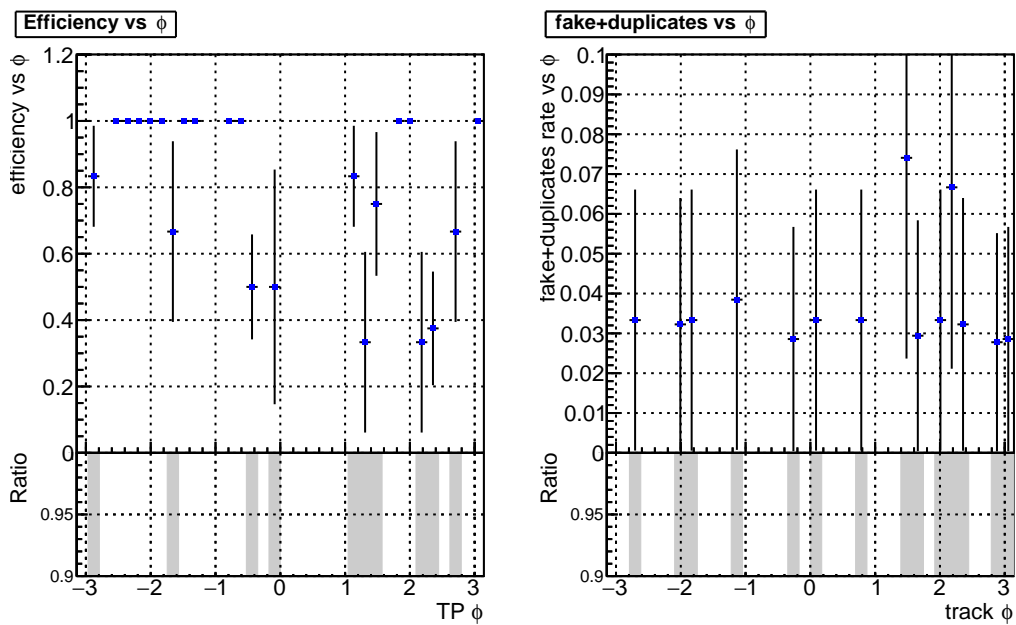 Efficiency vs ϕ
efficiency vs ϕ
1.2
1
0.8
0.6
0.4
0.2
0
Ratio
0.95
0.9
−3 −2 −1 0 1 2 3
TP ϕ
fake+duplicates vs ϕ
fake+duplicates rate vs ϕ
0.1
0.09
0.08
0.07
0.06
0.05
0.04
0.03
0.02
0.01
0
Ratio
0.95
0.9
−3 −2 −1 0 1 2 3
track ϕ